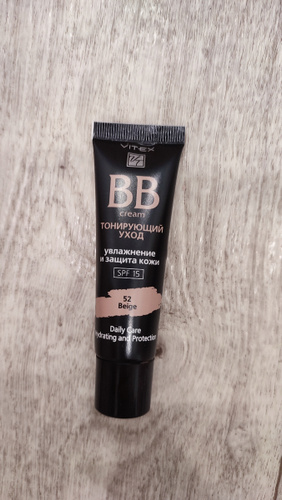 VITEX
BB
cream
ТОНИРУЮЩИЙ
УХОД
увлажнение
и защита кожи
SPF 15
52
Beige
Daily Care
Hydrating and Protection